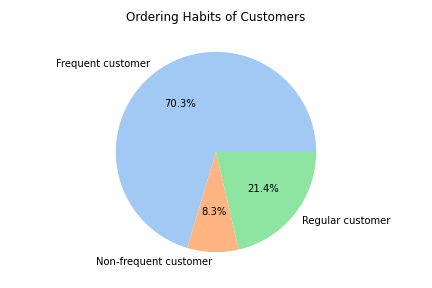 Ordering Habits of Customers
Frequent customer
70.3%
21.4%
8.3%
Regular customer
Non-frequent customer